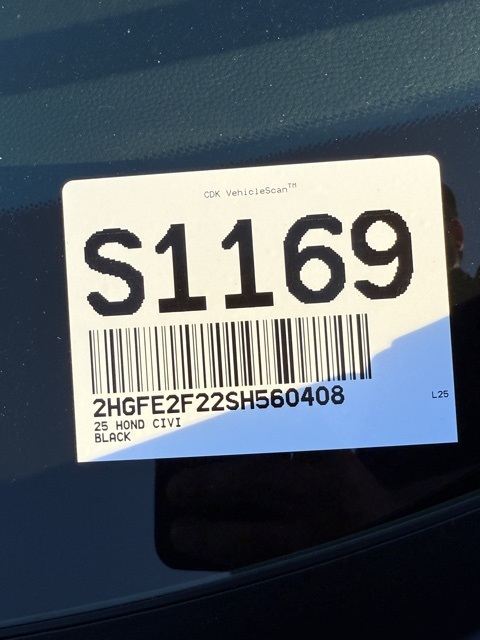 CDK VehicleScan™
S1169
2HGFE2F22SH560408
25 HOND CIVI
BLACK
L25